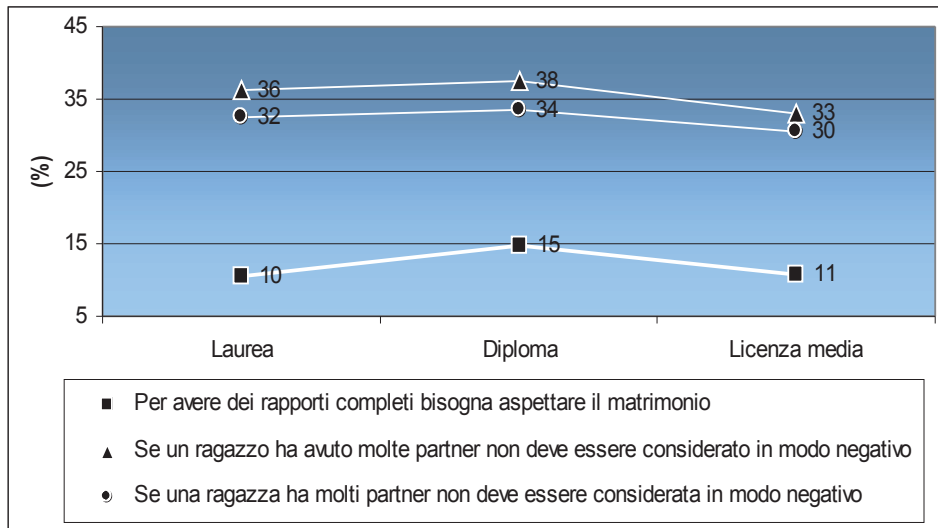 45
35
25
15
5
(%)
36
38
33
32
34
30
10
15
11
Laurea
Diploma
Licenza media
Per avere dei rapporti completi bisogna aspettare il matrimonio
Se un ragazzo ha avuto molte partner non deve essere considerato in modo negativo
Se una ragazza ha molti partner non deve essere considerata in modo negativo